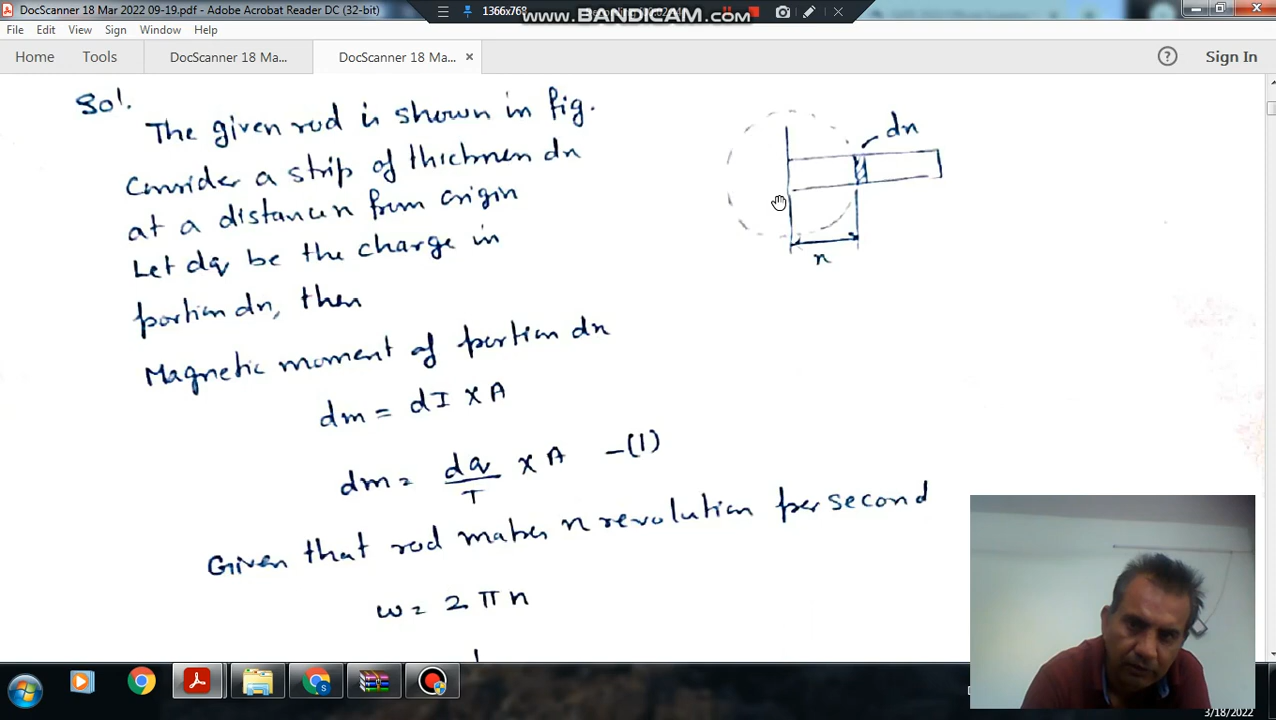 DocScanner 18 Mar 2022 09-19.pdf - Adobe Acrobat Reader DC (32-bit)
1366x768
www.BANDICAM.com
File Edit View Sign Window Help
Home Tools DocScanner 18 Ma... DocScanner 18 Ma... × ? Sign In
Sol.
The given rod is shown in fig.
Consider a strip of thickness dx
at a distance x from origin
Let dq be the charge in
portion dx, then
Magnetic moment of portion dx
dm = dI x A
dm = dq/T x A -(1)
Given that rod makes n revolution per second
w = 2πn
dx
x
3/18/2022